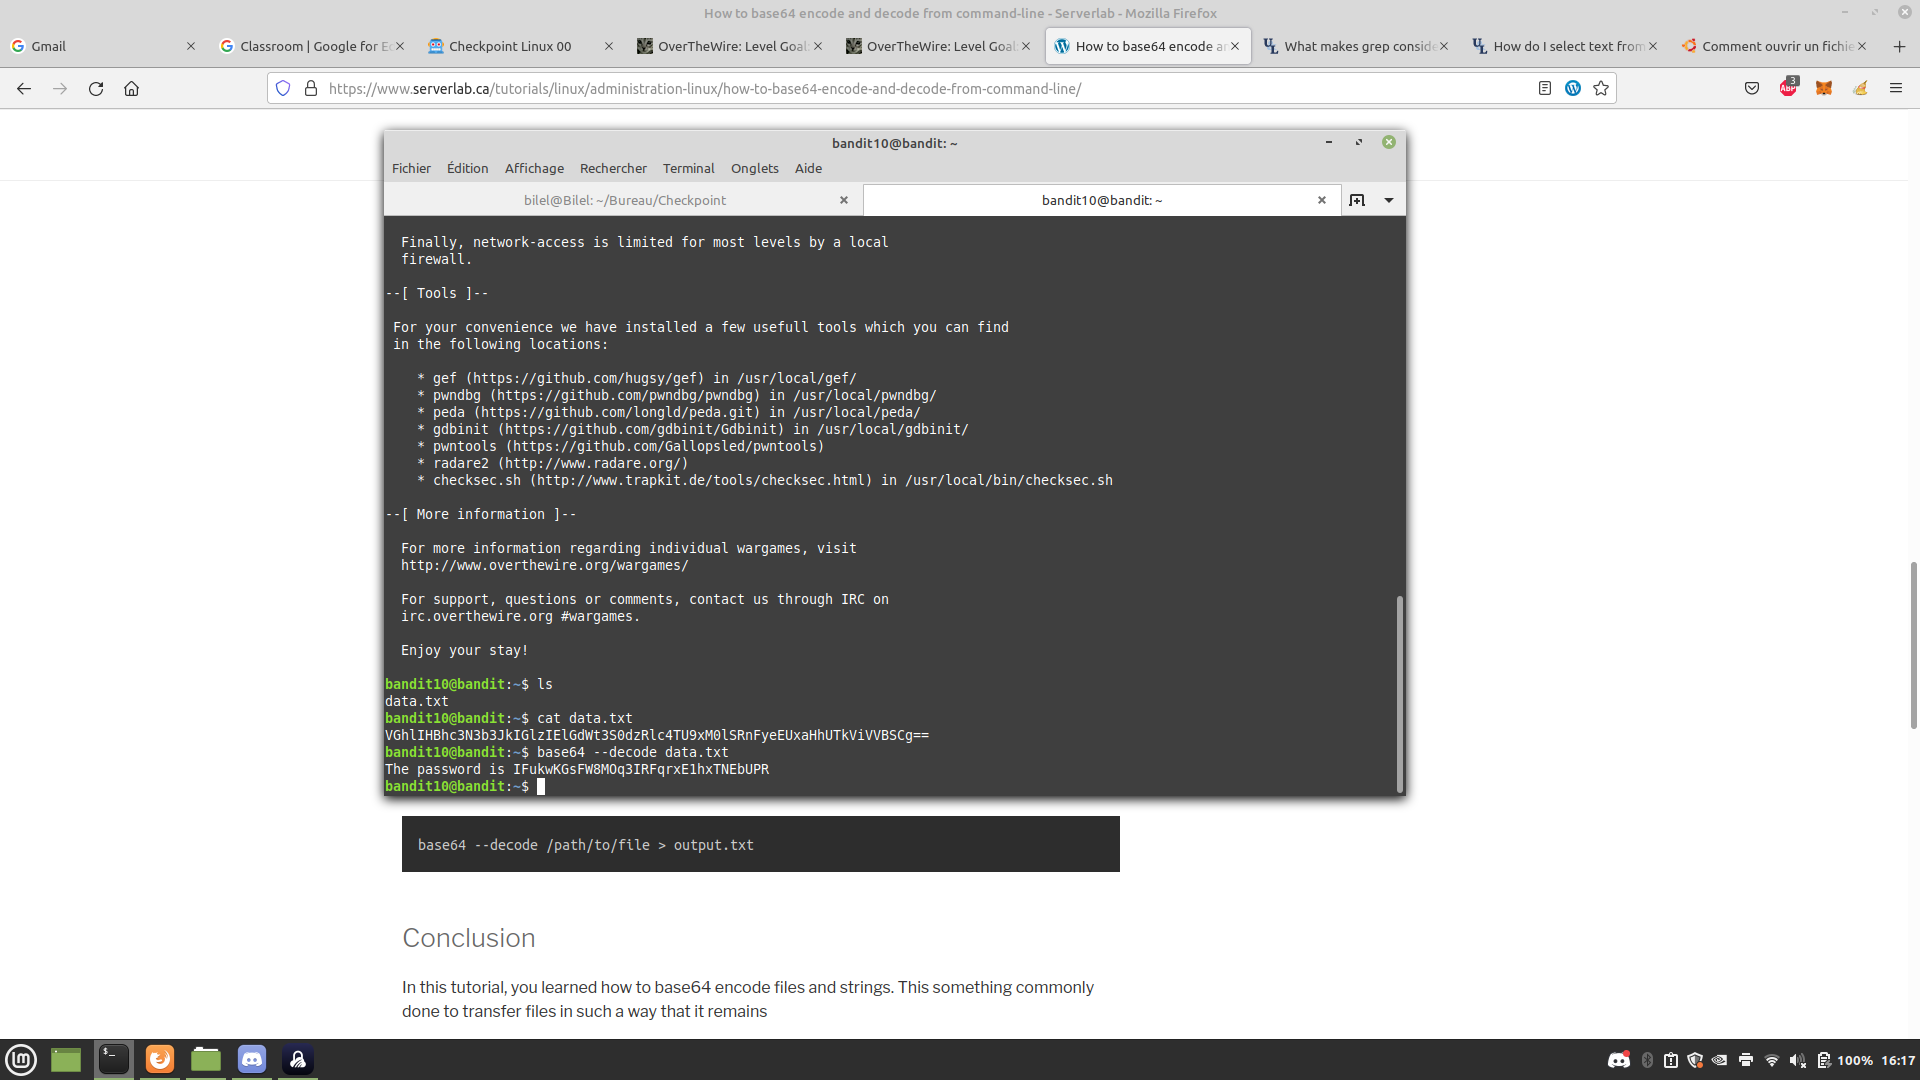 How to base64 encode and decode from command-line - Serverlab - Mozilla Firefox
Gmail
Classroom | Google for Ec
Checkpoint Linux 00
OverTheWire: Level Goal:
OverTheWire: Level Goal:
How to base64 encode an
What makes grep conside
How do I select text from
Comment ouvrir un fichie
https://www.serverlab.ca/tutorials/linux/administration-linux/how-to-base64-encode-and-decode-from-command-line/
ABP
3
bandit10@bandit: ~
Fichier Édition Affichage Rechercher Terminal Onglets Aide
bilel@Bilel: ~/Bureau/Checkpoint
bandit10@bandit: ~
Finally, network-access is limited for most levels by a local
firewall.
--[ Tools ]--
For your convenience we have installed a few usefull tools which you can find
in the following locations:
* gef (https://github.com/hugsy/gef) in /usr/local/gef/
* pwndbg (https://github.com/pwndbg/pwndbg) in /usr/local/pwndbg/
* peda (https://github.com/longld/peda.git) in /usr/local/peda/
* gdbinit (https://github.com/gdbinit/Gdbinit) in /usr/local/gdbinit/
* pwntools (https://github.com/Gallopsled/pwntools)
* radare2 (http://www.radare.org/)
* checksec.sh (http://www.trapkit.de/tools/checksec.html) in /usr/local/bin/checksec.sh
--[ More information ]--
For more information regarding individual wargames, visit
http://www.overthewire.org/wargames/
For support, questions or comments, contact us through IRC on
irc.overthewire.org #wargames.
Enjoy your stay!
bandit10@bandit:~$ ls
data.txt
bandit10@bandit:~$ cat data.txt
VGhlIHBhc3N3b3JkIGlzIElGdWt3S0dzRlc4TU9xM0lSRnFyeEUxaHhUTkViVVBSCg==
bandit10@bandit:~$ base64 --decode data.txt
The password is IFukwKGsFW8MOq3IRFqrxE1hxTNEbUPR
bandit10@bandit:~$
base64 --decode /path/to/file > output.txt
Conclusion
In this tutorial, you learned how to base64 encode files and strings. This something commonly
done to transfer files in such a way that it remains
100% 16:17